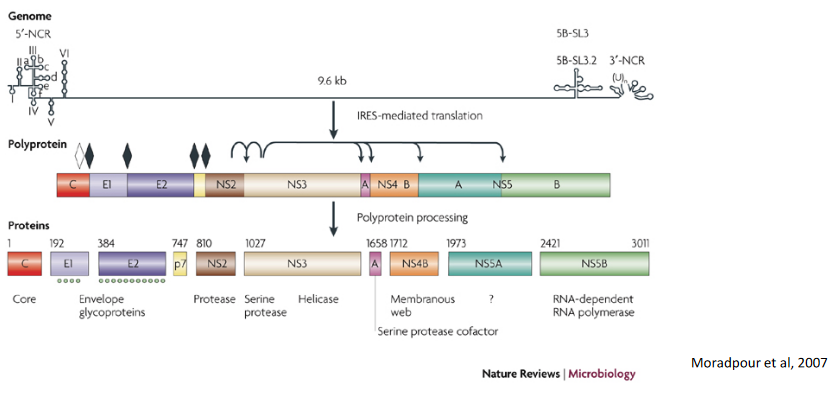 Genome
5'-NCR
5B-SL3
III
VI
II a b
c
d
e
f
I
IV
V
9.6 kb
5B-SL3.2 3'-NCR
(U)n
IRES-mediated translation
Polyprotein
C E1 E2 NS2 NS3 A NS4 B A NS5 B
Polyprotein processing
Proteins
1 192 384 747 810 1027 1658 1712 1973 2421 3011
C E1 E2 p7 NS2 NS3 A NS4B NS5A NS5B
Core Envelope Protease Serine Helicase Membranous ? RNA-dependent
glycoproteins protease web RNA polymerase
Serine protease cofactor
Nature Reviews | Microbiology
Moradpour et al, 2007